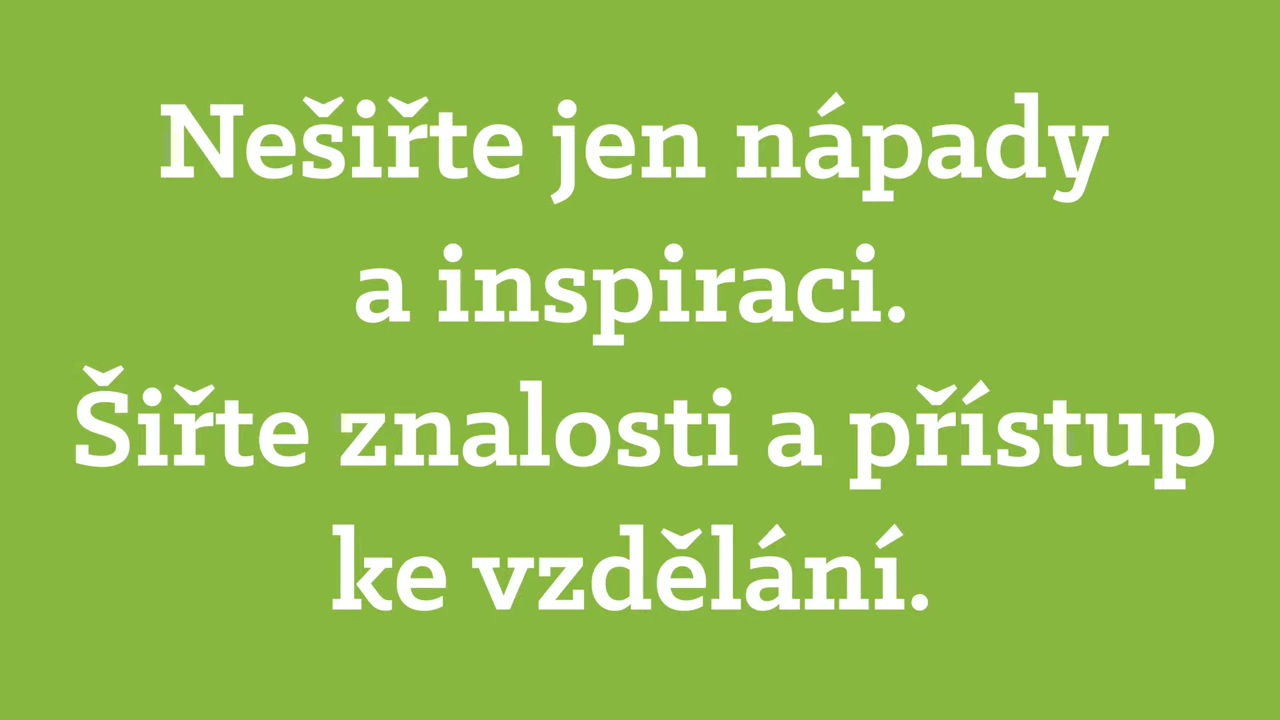 Nešiřte jen nápady
a inspiraci.
Šiřte znalosti a přístup
ke vzdělání.